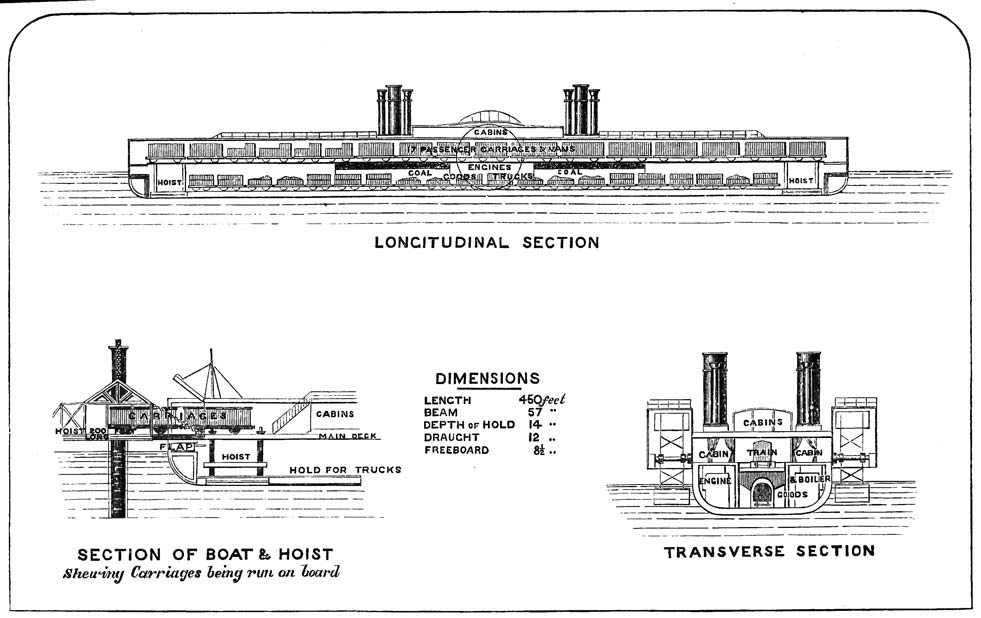 CABINS
17 PASSENGER CARRIAGES & VANS
ENGINES
COAL COAL
HOIST GOODS TRUCKS HOIST
LONGITUDINAL SECTION
CARRIAGES
CABINS
HOIST 200 FEET
LONG
MAIN DECK
FLAP
HOIST
HOLD FOR TRUCKS
SECTION OF BOAT & HOIST
Shewing Carriages being run on board
DIMENSIONS
LENGTH 450 feet
BEAM 57 "
DEPTH OF HOLD 14 "
DRAUGHT 12 "
FREEBOARD 8½ "
CABINS
CABIN TRAIN CABIN
ENGINE & BOILER
GOODS
TRANSVERSE SECTION